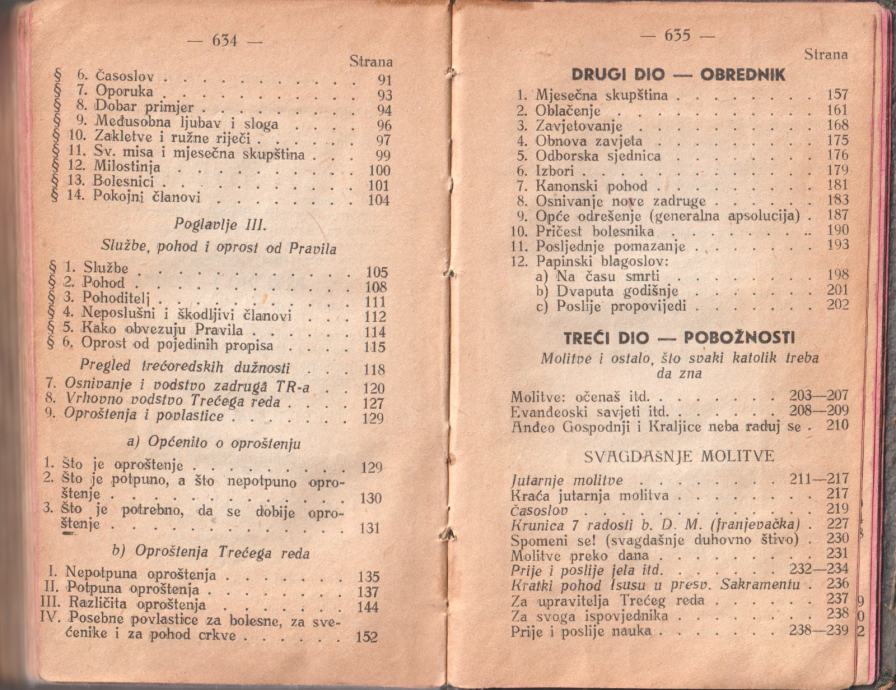 — 634 —
Strana
§ 6. Časoslov . . . . . . . . . . . 91
§ 7. Oporuka . . . . . . . . . . . 93
§ 8. Dobar primjer . . . . . . . . . 94
§ 9. Međusobna ljubav i sloga . . . . 96
§ 10. Zakletve i ružne riječi . . . . . . 97
§ 11. Sv. misa i mjesečna skupština . . . 99
§ 12. Milostinja . . . . . . . . . . 100
§ 13. Bolesnici . . . . . . . . . . 101
§ 14. Pokojni članovi . . . . . . . . 104
Poglavlje III.
Službe, pohod i oprost od Pravila
§ 1. Službe . . . . . . . . . . . 105
§ 2. Pohod . . . . . . . . . . . 108
§ 3. Pohoditelj . . . . . . . . . . 111
§ 4. Neposlušni i škodljivi članovi . . . 112
§ 5. Kako obvezuju Pravila . . . . . 114
§ 6. Oprost od pojedinih propisa . . . . 115
Pregled trećoredskih dužnosti . . . 118
7. Osnivanje i vodstvo zadrugâ TR-a . . . 120
8. Vrhovno vodstvo Trećega reda . . . . 127
9. Oproštenja i povlastice . . . . . . 129
a) Općenito o oproštenju
1. Što je oproštenje . . . . . . . . . 129
2. Što je potpuno, a što nepotpuno opro-
štenje . . . . . . . . . . . . . 130
3. Što je potrebno, da se dobije opro-
štenje . . . . . . . . . . . . . 131
b) Oproštenja Trećega reda
I. Nepotpuna oproštenja . . . . . . . 135
II. Potpuna oproštenja . . . . . . . . 137
III. Različita oproštenja . . . . . . . 144
IV. Posebne povlastice za bolesne, za sve-
ćenike i za pohod crkve . . . . . . 152
— 635 —
Strana
DRUGI DIO — OBREDNIK
1. Mjesečna skupština . . . . . . . . 157
2. Oblačenje . . . . . . . . . . . 161
3. Zavjetovanje . . . . . . . . . . 168
4. Obnova zavjeta . . . . . . . . . 175
5. Odborska sjednica . . . . . . . . 176
6. Izbori . . . . . . . . . . . . 179
7. Kanonski pohod . . . . . . . . . 181
8. Osnivanje nove zadruge . . . . . . 183
9. Opće odrešenje (generalna apsolucija) . 187
10. Pričest bolesnika . . . . . . . . 190
11. Posljednje pomazanje . . . . . . . 193
12. Papinski blagoslov:
a) Na času smrti . . . . . . . . 198
b) Dvaputa godišnje . . . . . . . 201
c) Poslije propovijedi . . . . . . 202
TREĆI DIO — POBOŽNOSTI
Molitve i ostalo, što svaki katolik treba
da zna
Molitve: očenaš itd. . . . . . . . 203—207
Evanđeoski savjeti itd. . . . . . . 208—209
Anđeo Gospodnji i Kraljice neba raduj se . 210
SVAGDAŠNJE MOLITVE
Jutarnje molitve . . . . . . . . 211—217
Kraća jutarnja molitva . . . . . . . 217
Časoslov . . . . . . . . . . . . 219
Krunica 7 radosti b. D. M. (franjevačka) . 227
Spomeni se! (svagdašnje duhovno štivo) . 230
Molitve preko dana . . . . . . . . 231
Prije i poslije jela itd. . . . . . . 232—234
Kratki pohod Isusu u presv. Sakramentu . 236
Za upravitelja Trećeg reda . . . . . . 237
Za svoga ispovjednika . . . . . . . 238
Prije i poslije nauka . . . . . . 238—239